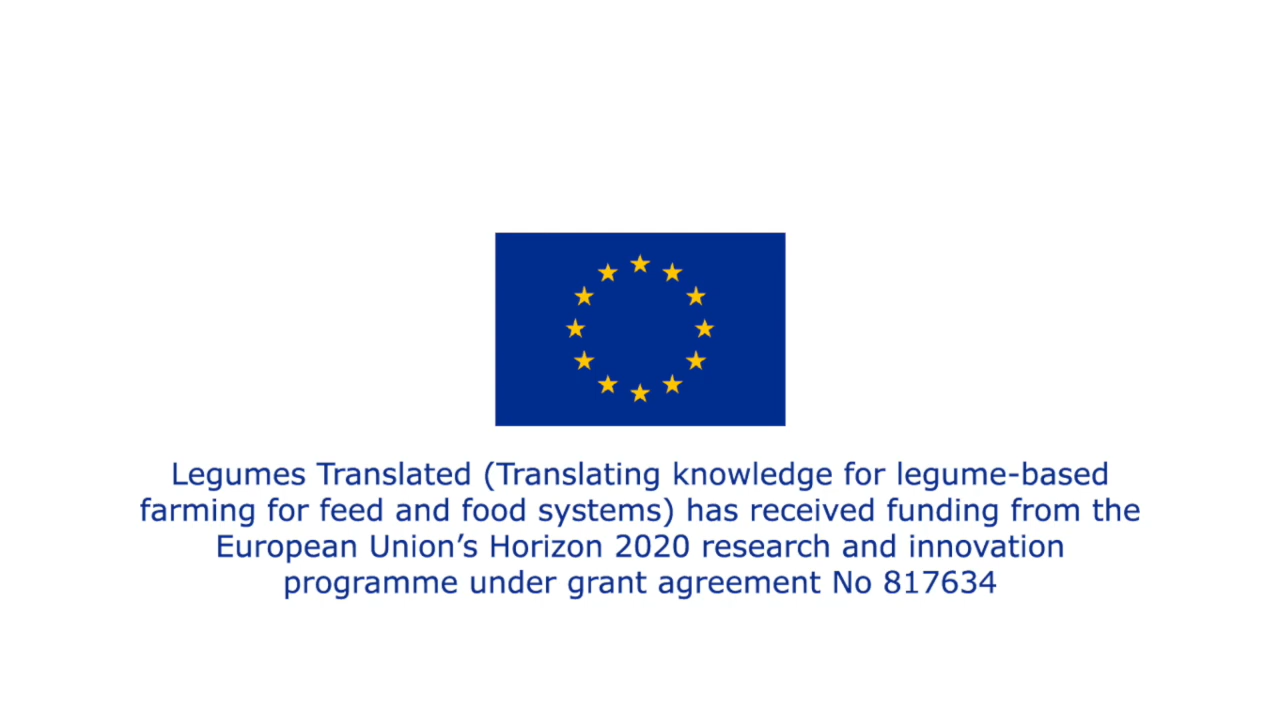 Legumes Translated (Translating knowledge for legume-based
farming for feed and food systems) has received funding from the
European Union’s Horizon 2020 research and innovation
programme under grant agreement No 817634